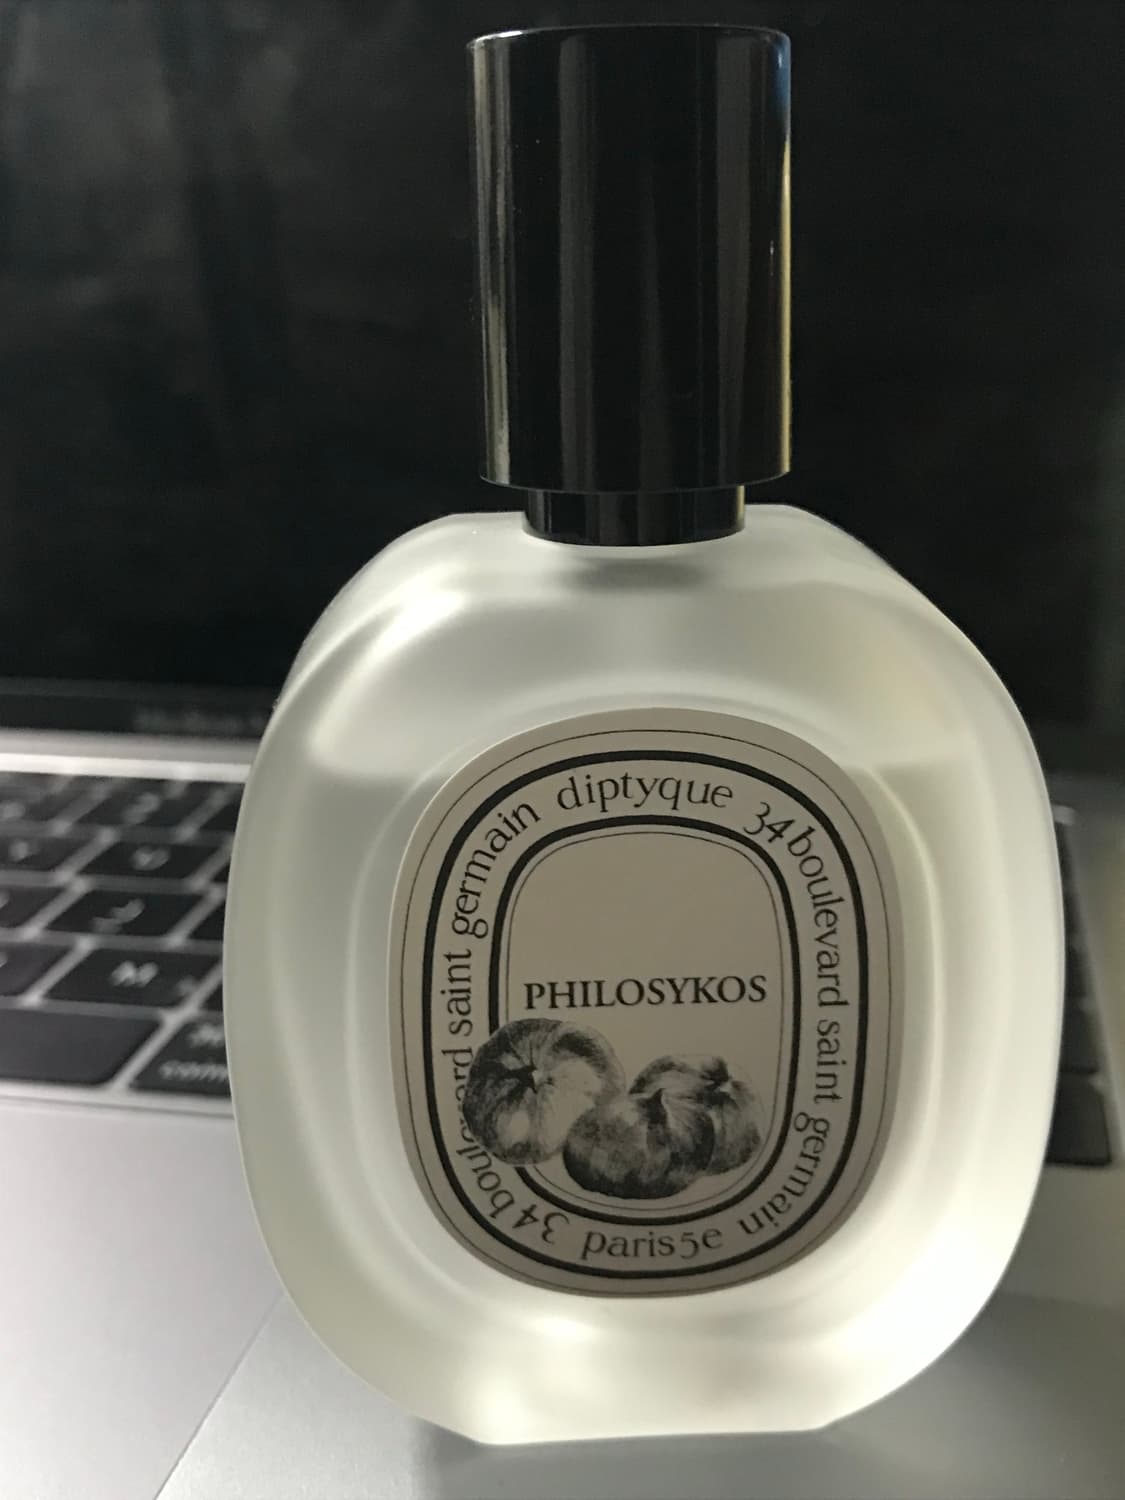 diptyque 34 boulevard saint germain paris5e 34 boulevard saint germain
PHILOSYKOS
M